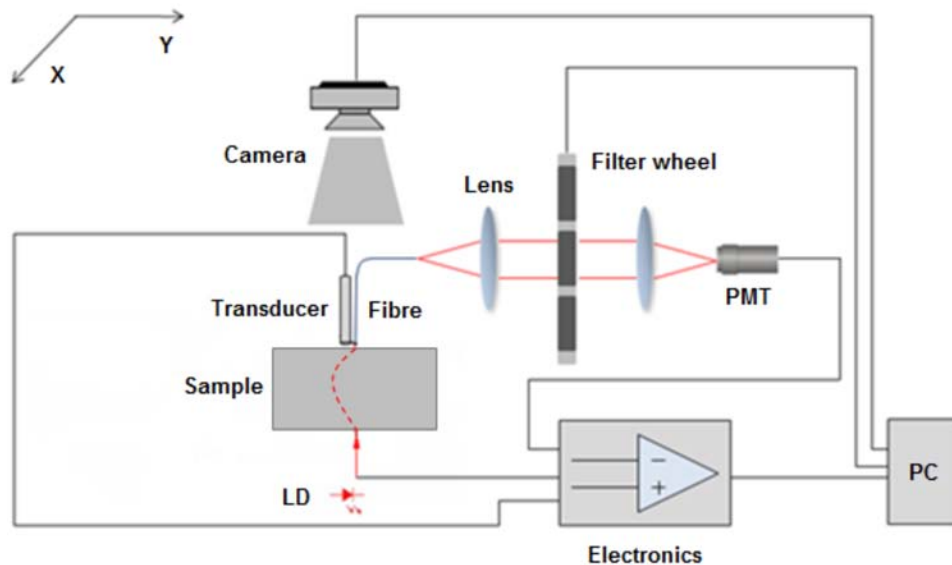 Y
X
Camera
Filter wheel
Lens
Transducer
Fibre
PMT
Sample
LD
PC
Electronics